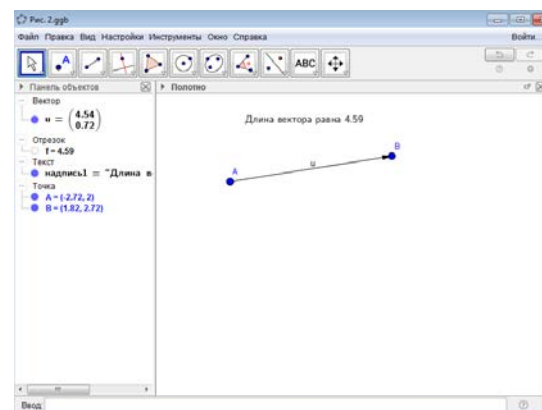 Рис. 2.ggb
Файл Правка Вид Настройки Инструменты Окно Справка Войти...
ABC
Панель объектов
Полотно
Вектор
u = (4.54
0.72)
Отрезок
f = 4.59
Текст
надпись1 = "Длина в
Точка
A = (-2.72, 2)
B = (1.82, 2.72)
Длина вектора равна 4.59
A
u
B
Ввод: